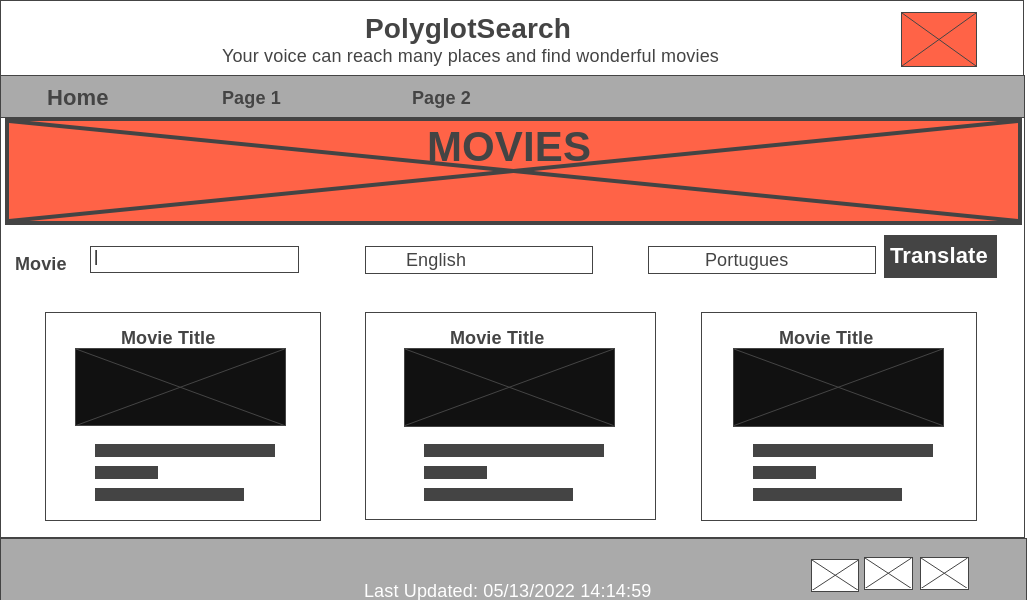 PolyglotSearch
Your voice can reach many places and find wonderful movies
Home Page 1 Page 2
MOVIES
Movie English Portugues Translate
Movie Title Movie Title Movie Title
Last Updated: 05/13/2022 14:14:59